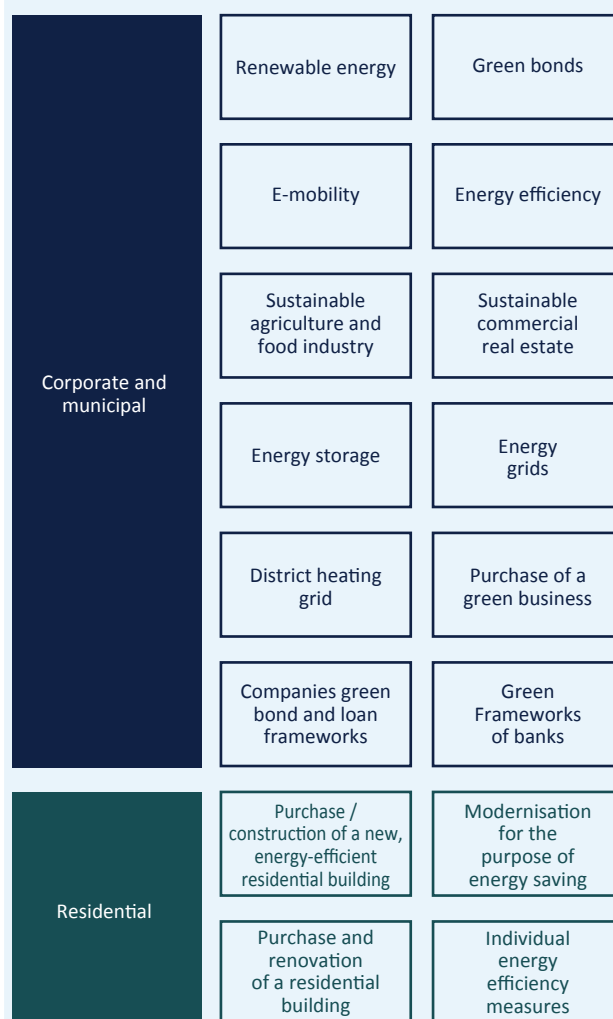 Corporate and
municipal
Renewable energy
Green bonds
E-mobility
Energy efficiency
Sustainable
agriculture and
food industry
Sustainable
commercial
real estate
Energy storage
Energy
grids
District heating
grid
Purchase of a
green business
Companies green
bond and loan
frameworks
Green
Frameworks
of banks
Residential
Purchase /
construction of a new,
energy-efficient
residential building
Modernisation
for the
purpose of
energy saving
Purchase and
renovation
of a residential
building
Individual
energy
efficiency
measures